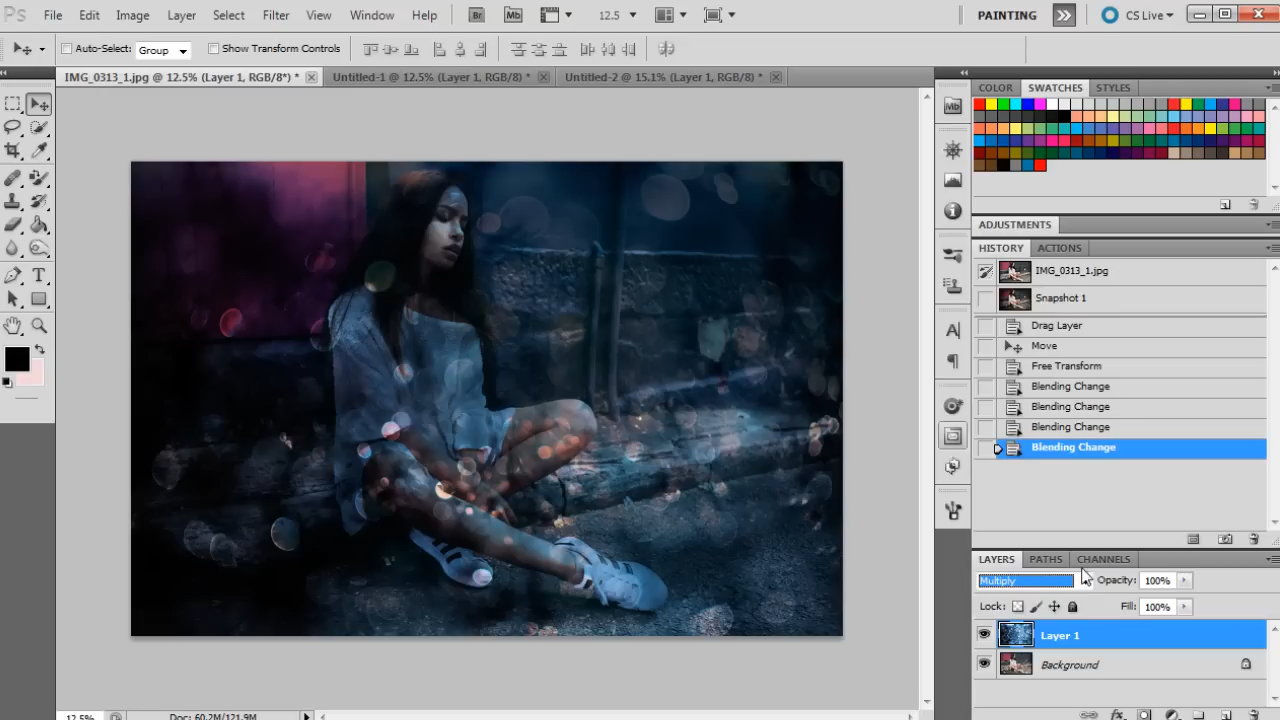 Ps File Edit Image Layer Select Filter View Window Help Br Mb 12.5 PAINTING CS Live
Auto-Select: Group Show Transform Controls
IMG_0313_1.jpg @ 12.5% (Layer 1, RGB/8*) * Untitled-1 @ 12.5% (Layer 1, RGB/8) * Untitled-2 @ 15.1% (Layer 1, RGB/8) *
COLOR SWATCHES STYLES
Mb
ADJUSTMENTS
HISTORY ACTIONS
IMG_0313_1.jpg
Snapshot 1
Drag Layer
Move
Free Transform
Blending Change
Blending Change
Blending Change
Blending Change
LAYERS PATHS CHANNELS
Multiply Opacity: 100%
Lock: Fill: 100%
Layer 1
Background
12.5% Doc: 60.2M/121.9M